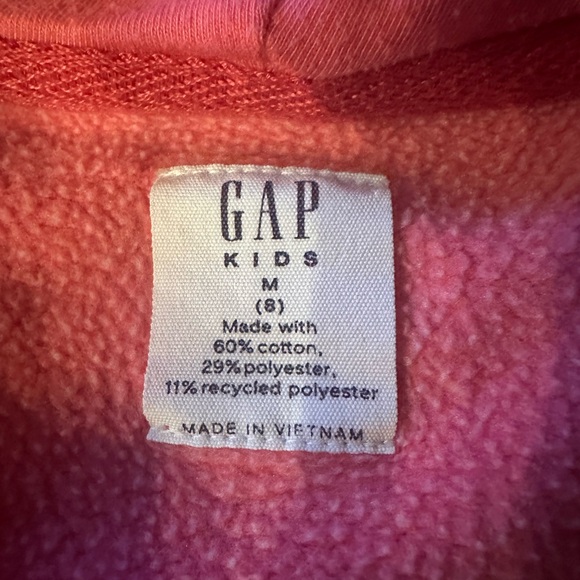 GAP
KIDS
M
(8)
Made with
60% cotton,
29% polyester,
11% recycled polyester
MADE IN VIETNAM